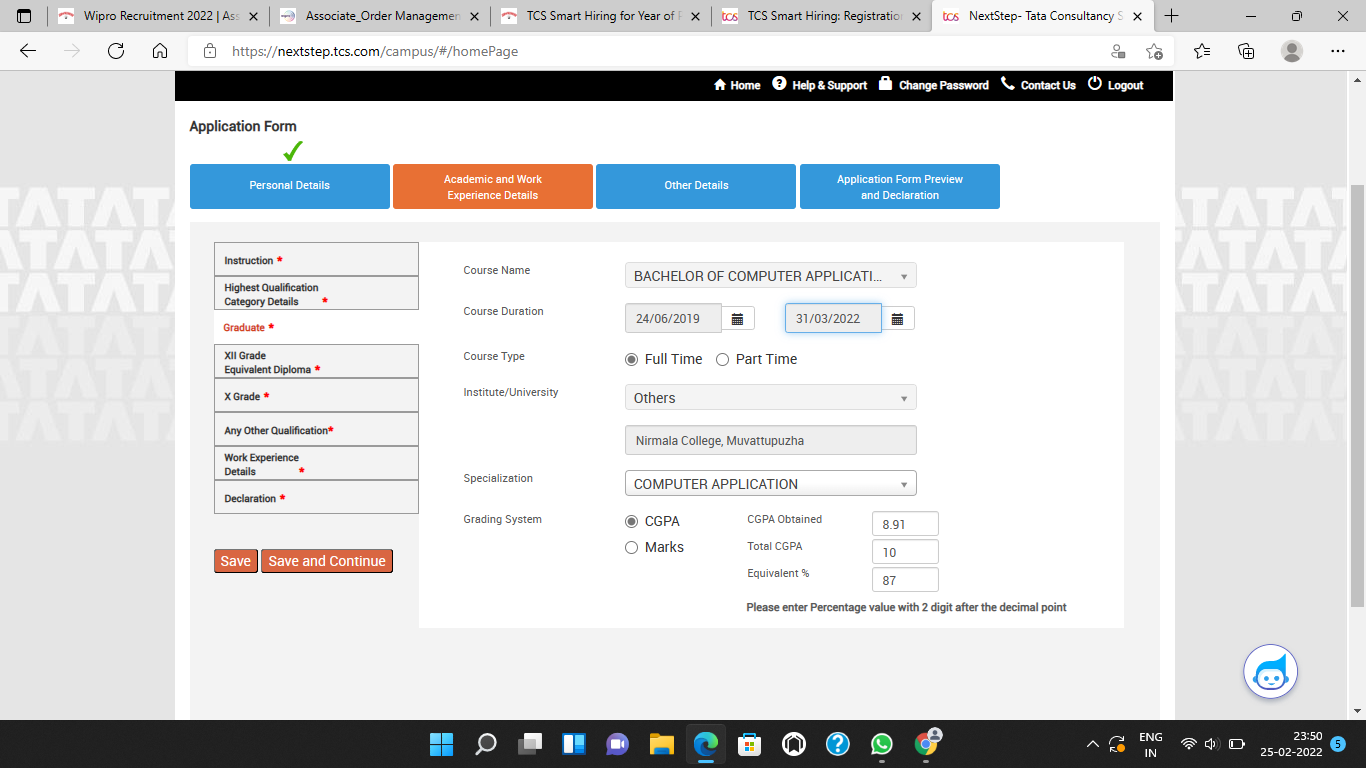 Wipro Recruitment 2022 | As
Associate_Order Managemen
TCS Smart Hiring for Year of P
TCS Smart Hiring: Registration
NextStep- Tata Consultancy S
https://nextstep.tcs.com/campus/#/homePage
Home
Help & Support
Change Password
Contact Us
Logout
Application Form
Personal Details
Academic and Work
Experience Details
Other Details
Application Form Preview
and Declaration
Instruction *
Highest Qualification
Category Details *
Graduate *
XII Grade
Equivalent Diploma *
X Grade *
Any Other Qualification*
Work Experience
Details *
Declaration *
Save
Save and Continue
Course Name
BACHELOR OF COMPUTER APPLICATI...
Course Duration
24/06/2019
31/03/2022
Course Type
Full Time
Part Time
Institute/University
Others
Nirmala College, Muvattupuzha
Specialization
COMPUTER APPLICATION
Grading System
CGPA
Marks
CGPA Obtained
8.91
Total CGPA
10
Equivalent %
87
Please enter Percentage value with 2 digit after the decimal point
ENG
IN
23:50
25-02-2022
5